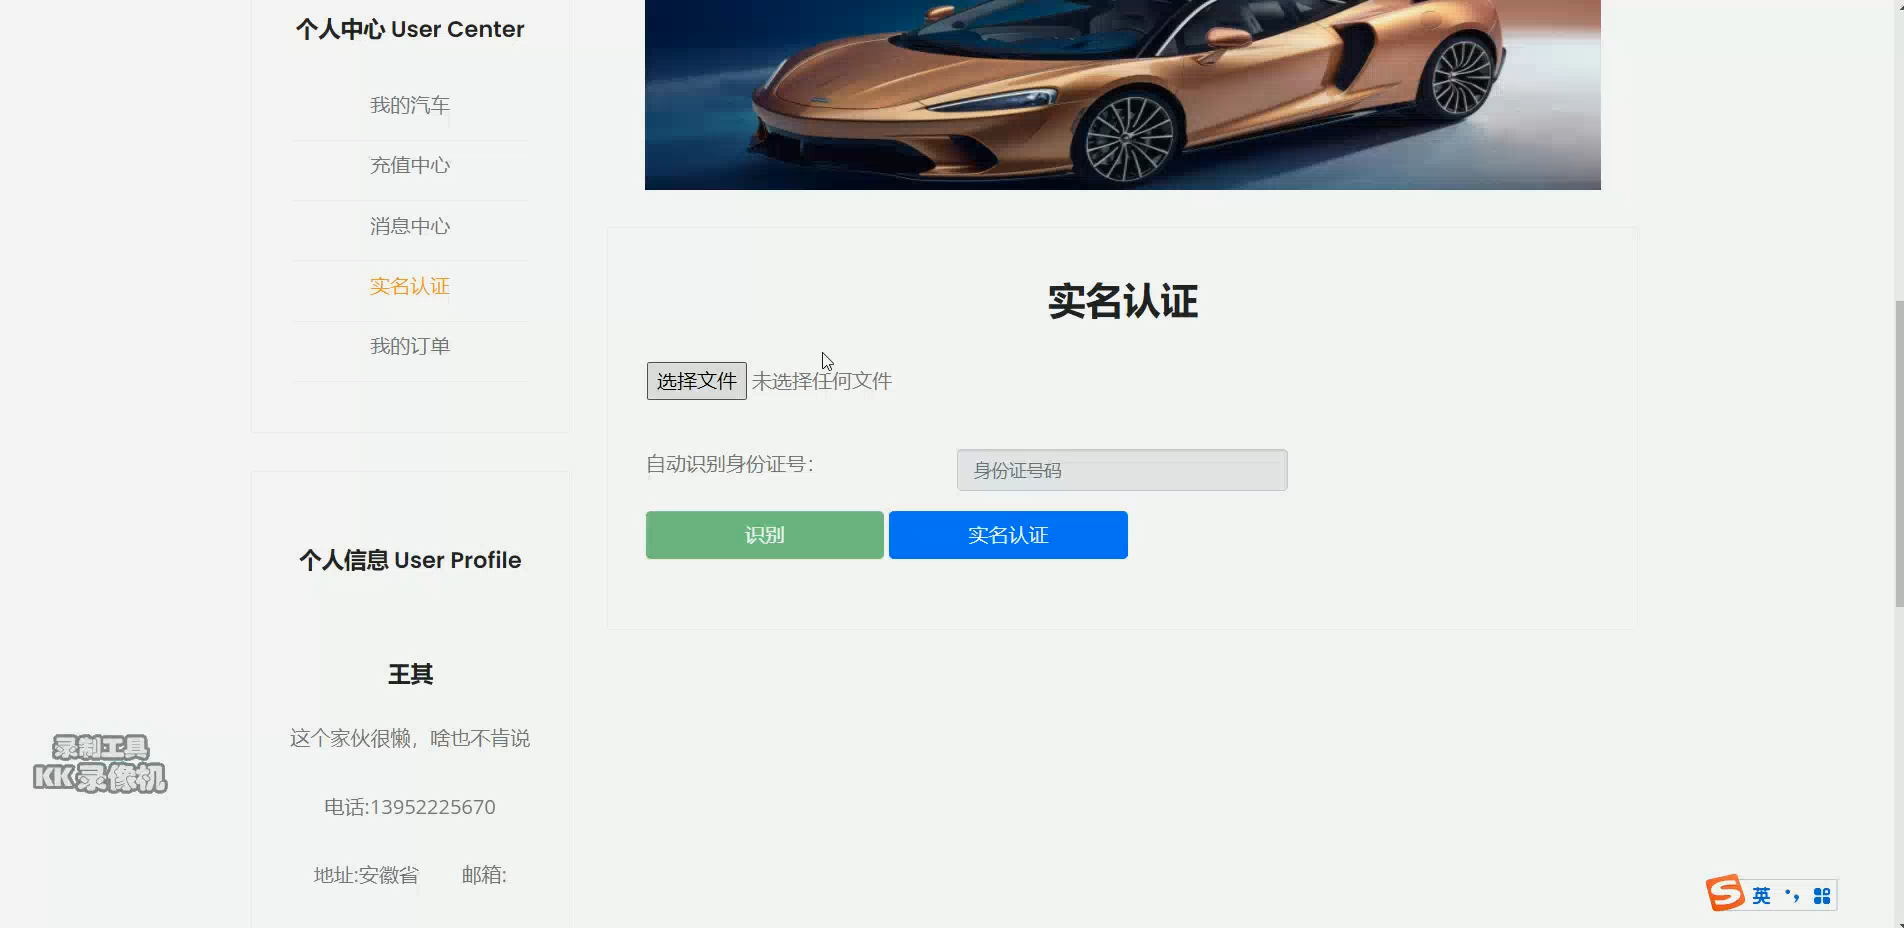 个人中心 User Center
我的汽车
充值中心
消息中心
实名认证
我的订单
个人信息 User Profile
王其
这个家伙很懒，啥也不肯说
电话:13952225670
地址:安徽省 邮箱:
实名认证
选择文件 未选择任何文件
自动识别身份证号：
身份证号码
识别 实名认证
录制工具
KK录像机
英